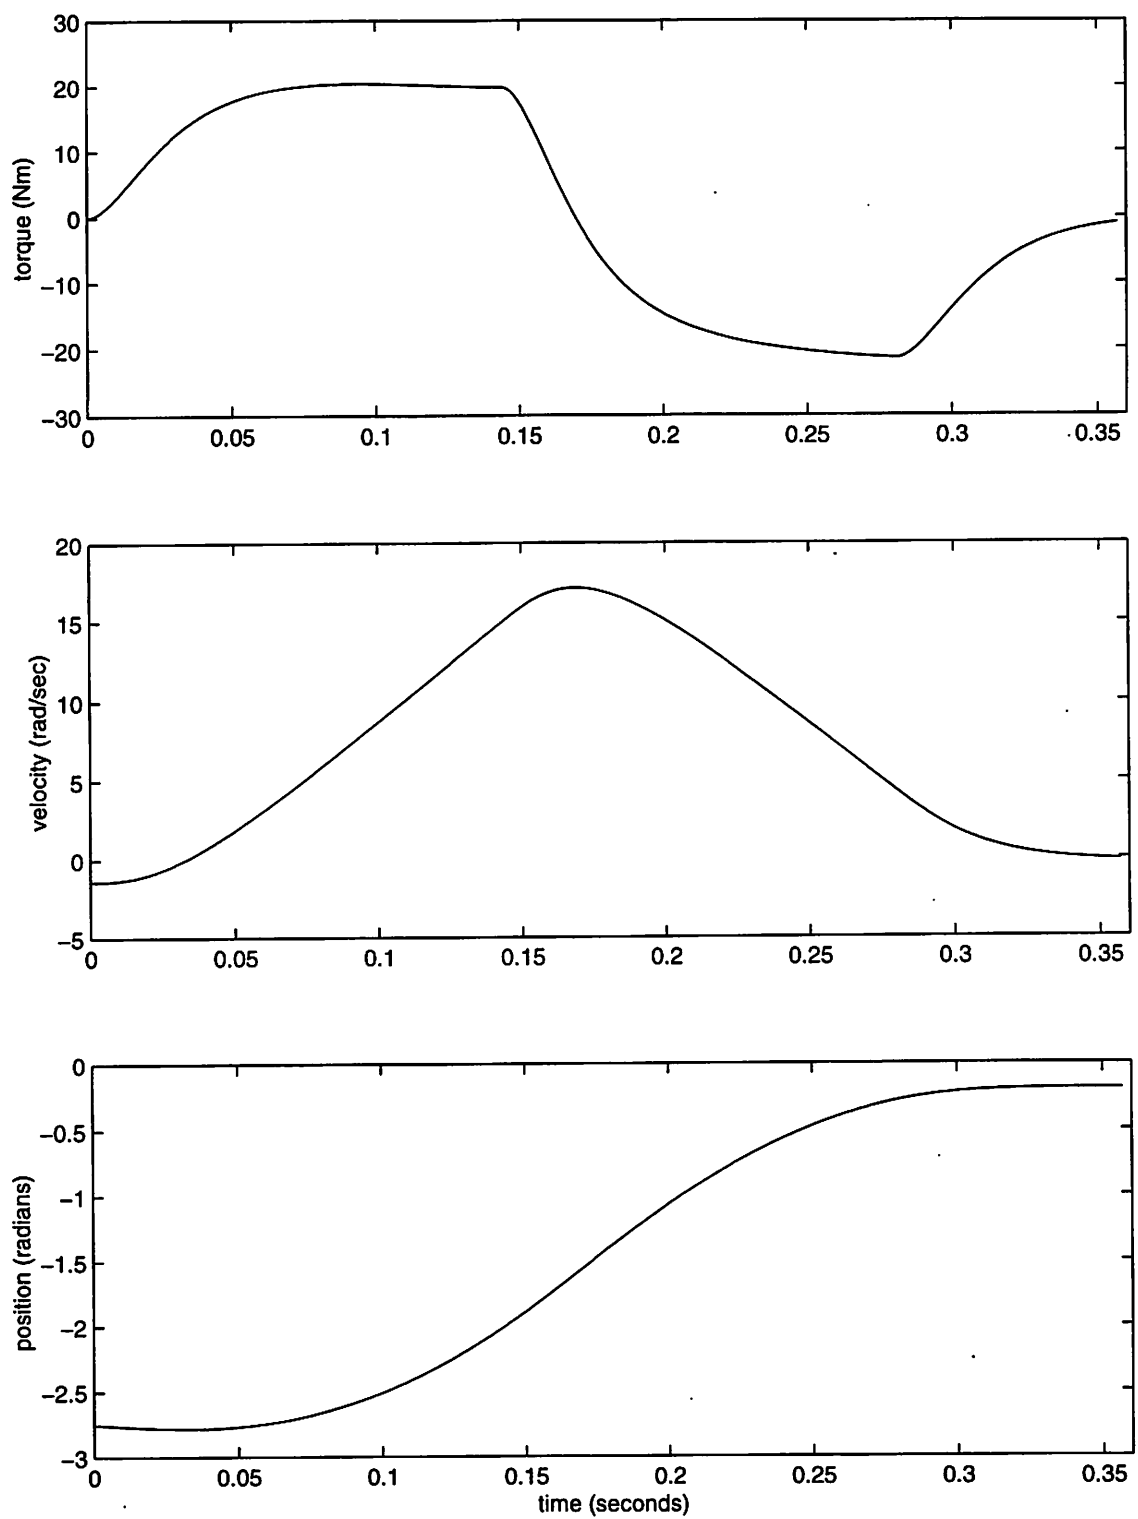 30
20
10
0
−10
−20
−30
torque (Nm)
0 0.05 0.1 0.15 0.2 0.25 0.3 0.35
20
15
10
5
0
−5
velocity (rad/sec)
0 0.05 0.1 0.15 0.2 0.25 0.3 0.35
0
−0.5
−1
−1.5
−2
−2.5
−3
position (radians)
0 0.05 0.1 0.15 0.2 0.25 0.3 0.35
time (seconds)